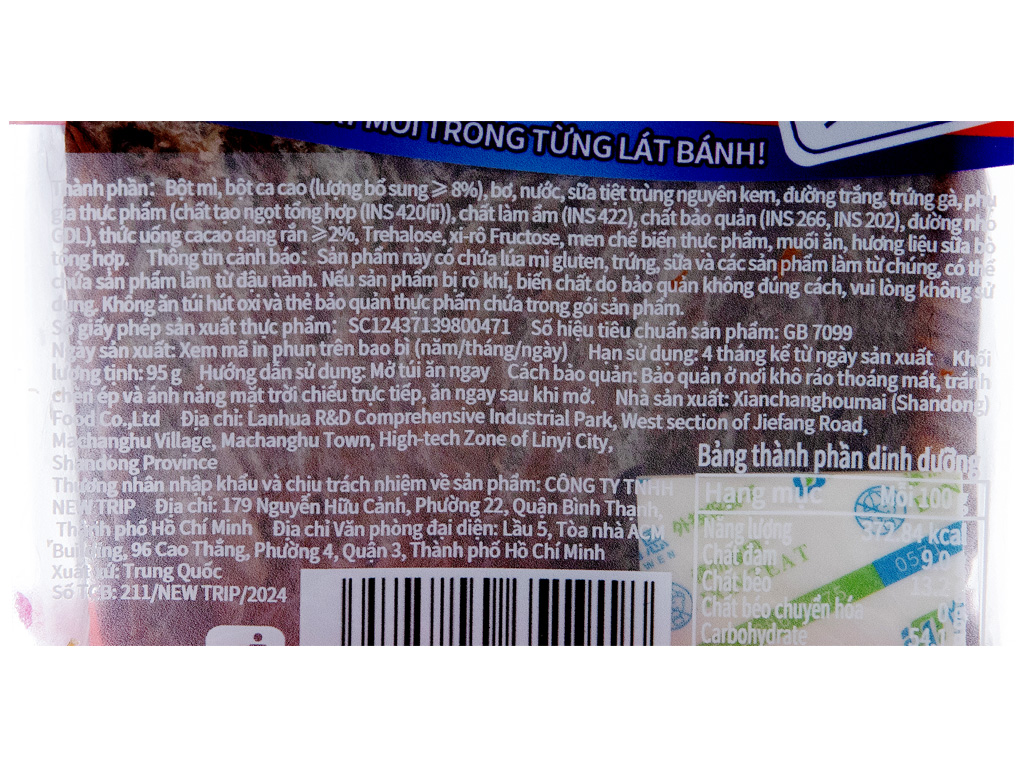 MỚI TRONG TỪNG LÁT BÁNH!
Thành phần: Bột mì, bột ca cao (lượng bổ sung ⩾ 8%), bơ, nước, sữa tiệt trùng nguyên kem, đường trắng, trứng gà, phụ
gia thực phẩm (chất tạo ngọt tổng hợp (INS 420(ii)), chất làm ẩm (INS 422), chất bảo quản (INS 266, INS 202), đường nho
GDL), thức uống cacao dạng rắn ⩾2%, Trehalose, xi-rô Fructose, men chế biến thực phẩm, muối ăn, hương liệu sữa bò
tổng hợp. Thông tin cảnh báo: Sản phẩm này có chứa lúa mì gluten, trứng, sữa và các sản phẩm làm từ chúng, có thể
chứa sản phẩm làm từ đậu nành. Nếu sản phẩm bị rò khí, biến chất do bảo quản không đúng cách, vui lòng không sử
dụng. Không ăn túi hút oxi và thẻ bảo quản thực phẩm chứa trong gói sản phẩm.
Số giấy phép sản xuất thực phẩm: SC12437139800471 Số hiệu tiêu chuẩn sản phẩm: GB 7099
Ngày sản xuất: Xem mã in phun trên bao bì (năm/tháng/ngày) Hạn sử dụng: 4 tháng kể từ ngày sản xuất Khối
lượng tịnh: 95 g Hướng dẫn sử dụng: Mở túi ăn ngay Cách bảo quản: Bảo quản ở nơi khô ráo thoáng mát, tránh
chèn ép và ánh nắng mặt trời chiếu trực tiếp, ăn ngay sau khi mở. Nhà sản xuất: Xianchanghoumai (Shandong)
Food Co.,Ltd Địa chỉ: Lanhua R&D Comprehensive Industrial Park, West section of Jiefang Road,
Machanghu Village, Machanghu Town, High-tech Zone of Linyi City,
Shandong Province
Thương nhân nhập khẩu và chịu trách nhiệm về sản phẩm: CÔNG TY TNHH
NEW TRIP Địa chỉ: 179 Nguyễn Hữu Cảnh, Phường 22, Quận Bình Thạnh,
Thành phố Hồ Chí Minh Địa chỉ Văn phòng đại diện: Lầu 5, Tòa nhà ACM
Building, 96 Cao Thắng, Phường 4, Quận 3, Thành phố Hồ Chí Minh
Xuất xứ: Trung Quốc
Số TCB: 211/NEW TRIP/2024
Bảng thành phần dinh dưỡng
Hạng mục Mỗi 100 g
Năng lượng 372.84 kcal
Chất đạm 9.0
Chất béo 13.2
Chất béo chuyển hóa 0 g
Carbohydrate 54.1